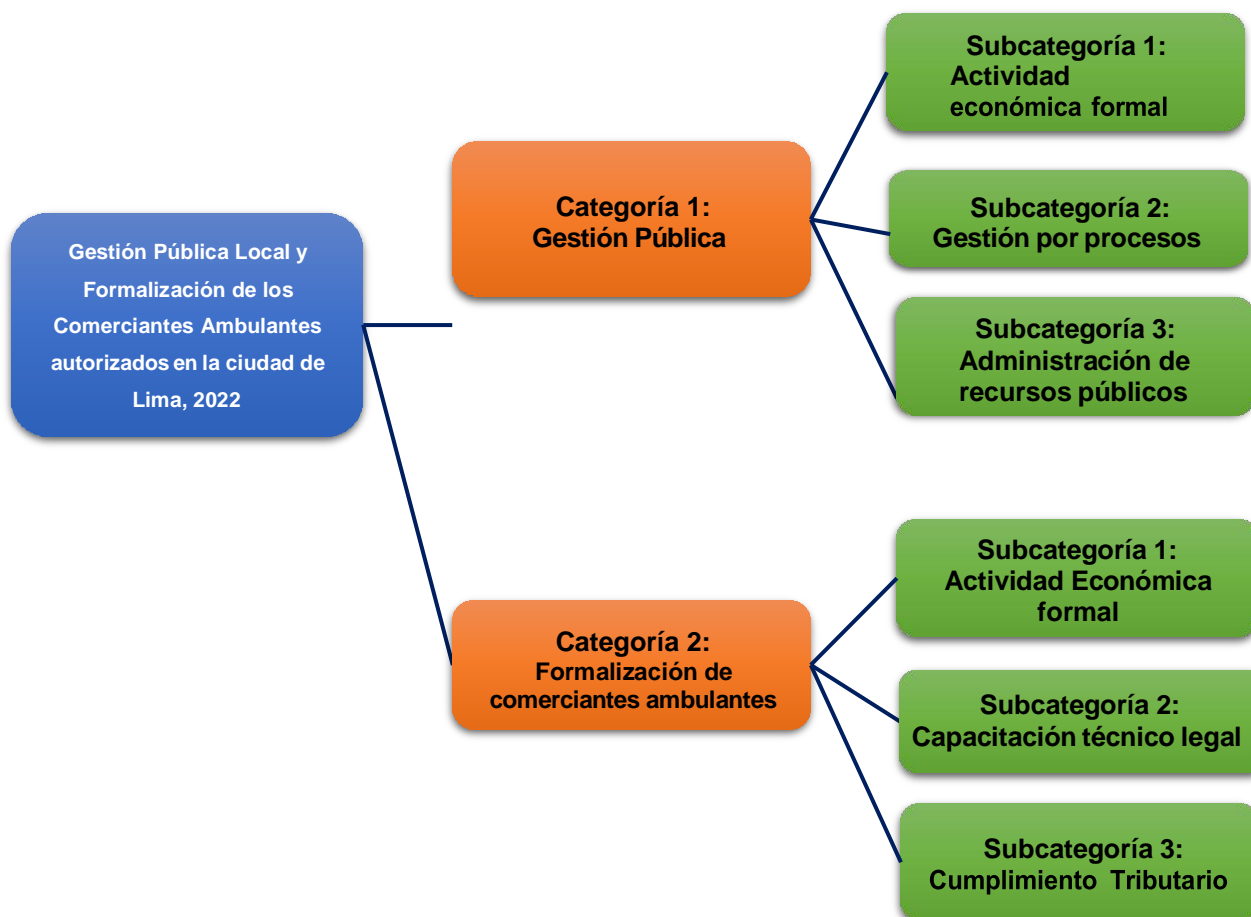 Gestión Pública Local y
Formalización de los
Comerciantes Ambulantes
autorizados en la ciudad de
Lima, 2022
Categoría 1:
Gestión Pública
Subcategoría 1:
Actividad
económica formal
Subcategoría 2:
Gestión por procesos
Subcategoría 3:
Administración de
recursos públicos
Categoría 2:
Formalización de
comerciantes ambulantes
Subcategoría 1:
Actividad Económica
formal
Subcategoría 2:
Capacitación técnico legal
Subcategoría 3:
Cumplimiento Tributario